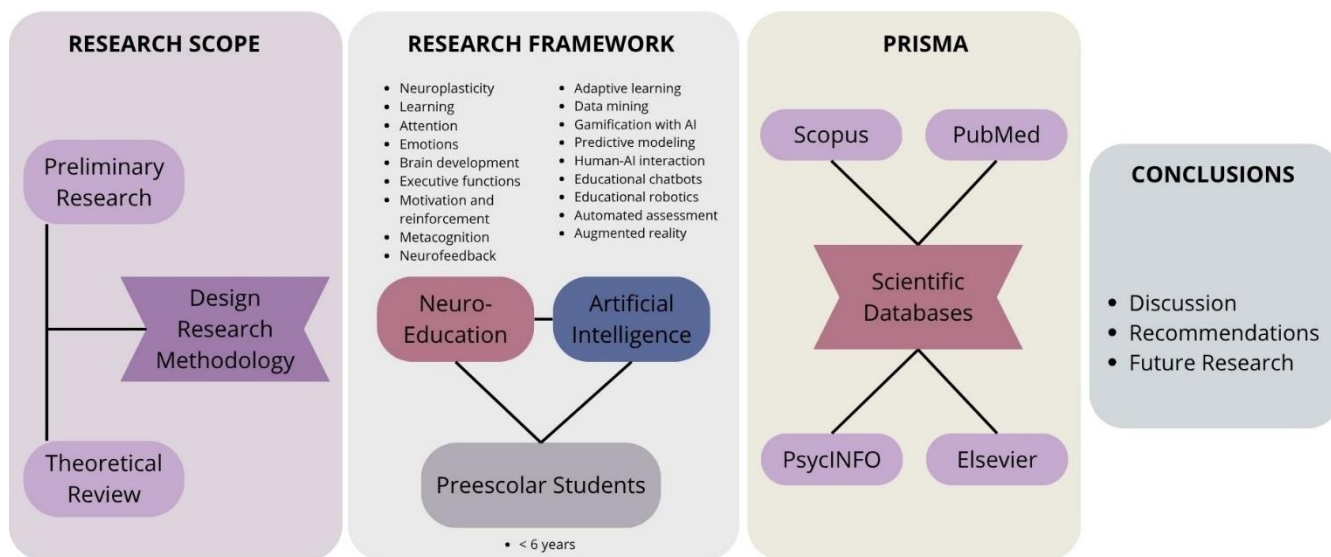 RESEARCH SCOPE
Preliminary
Research
Design
Research
Methodology
Theoretical
Review
RESEARCH FRAMEWORK
• Neuroplasticity
• Learning
• Attention
• Emotions
• Brain development
• Executive functions
• Motivation and
reinforcement
• Metacognition
• Neurofeedback
• Adaptive learning
• Data mining
• Gamification with AI
• Predictive modeling
• Human-AI interaction
• Educational chatbots
• Educational robotics
• Automated assessment
• Augmented reality
Neuro-
Education
Artificial
Intelligence
Preescolar Students
• < 6 years
PRISMA
Scopus
PubMed
Scientific
Databases
PsycINFO
Elsevier
CONCLUSIONS
• Discussion
• Recommendations
• Future Research